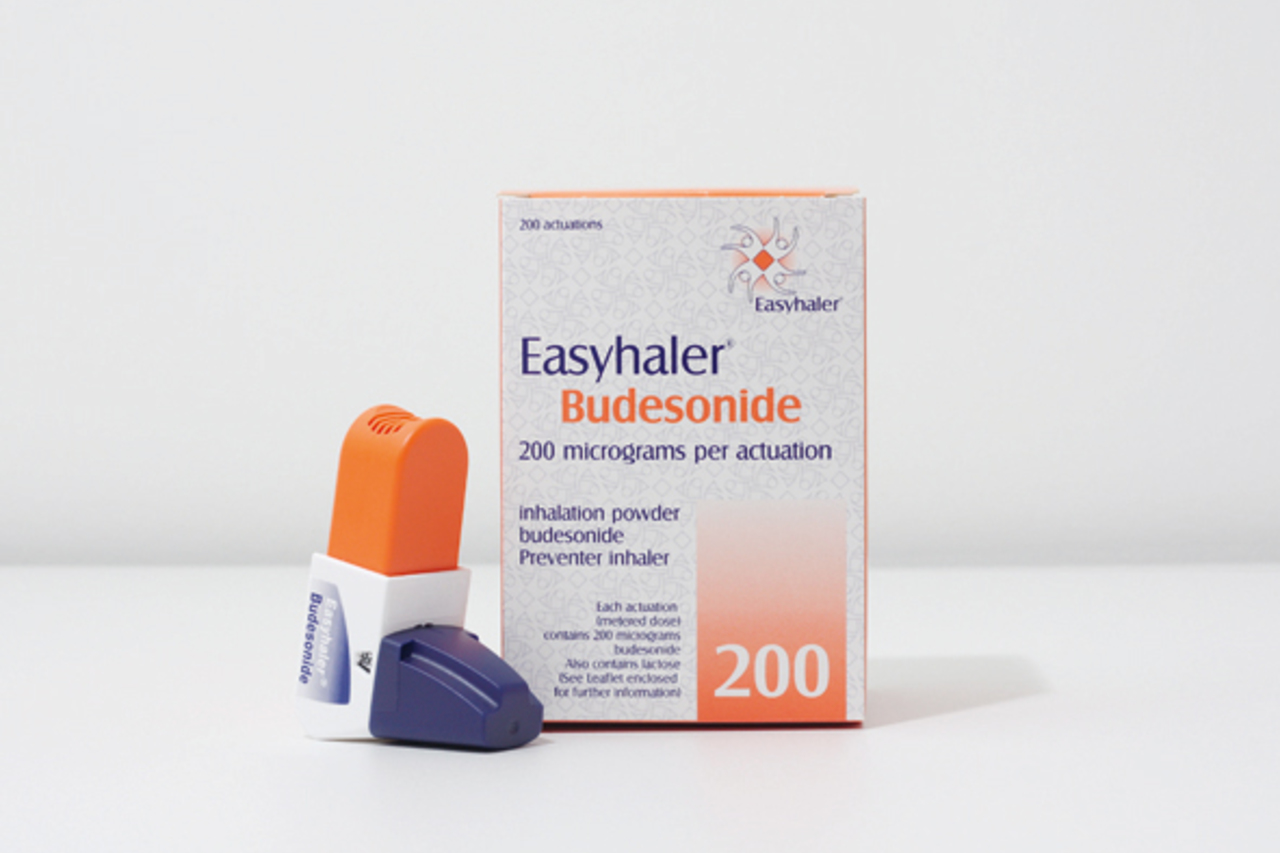 200 actuations
Easyhaler
Easyhaler®
Budesonide
200 micrograms per actuation
inhalation powder
budesonide
Preventer inhaler
Each actuation
(metered dose)
contains 200 micrograms
budesonide
Also contains lactose
(See Leaflet enclosed
for further information)
200
Easyhaler®
Budesonide